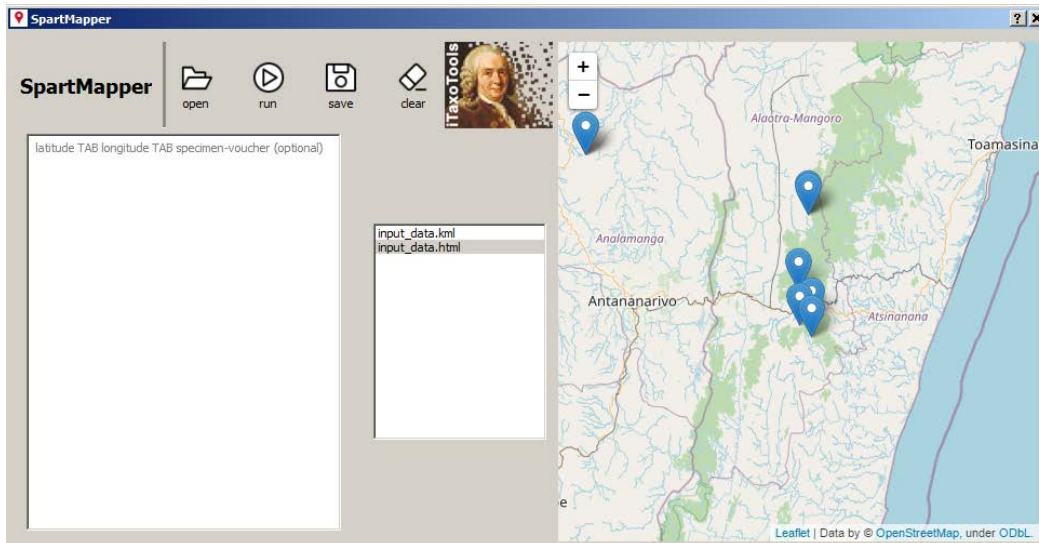 SpartMapper
?
SpartMapper
open
run
save
clear
iTaxoTools
latitude TAB longitude TAB specimen-voucher (optional)
input_data.kml
input_data.html
+
−
Alaotra-Mangoro
Toamasina
Analamanga
Antananarivo
Atsinanana
be
Leaflet | Data by © OpenStreetMap, under ODbL.